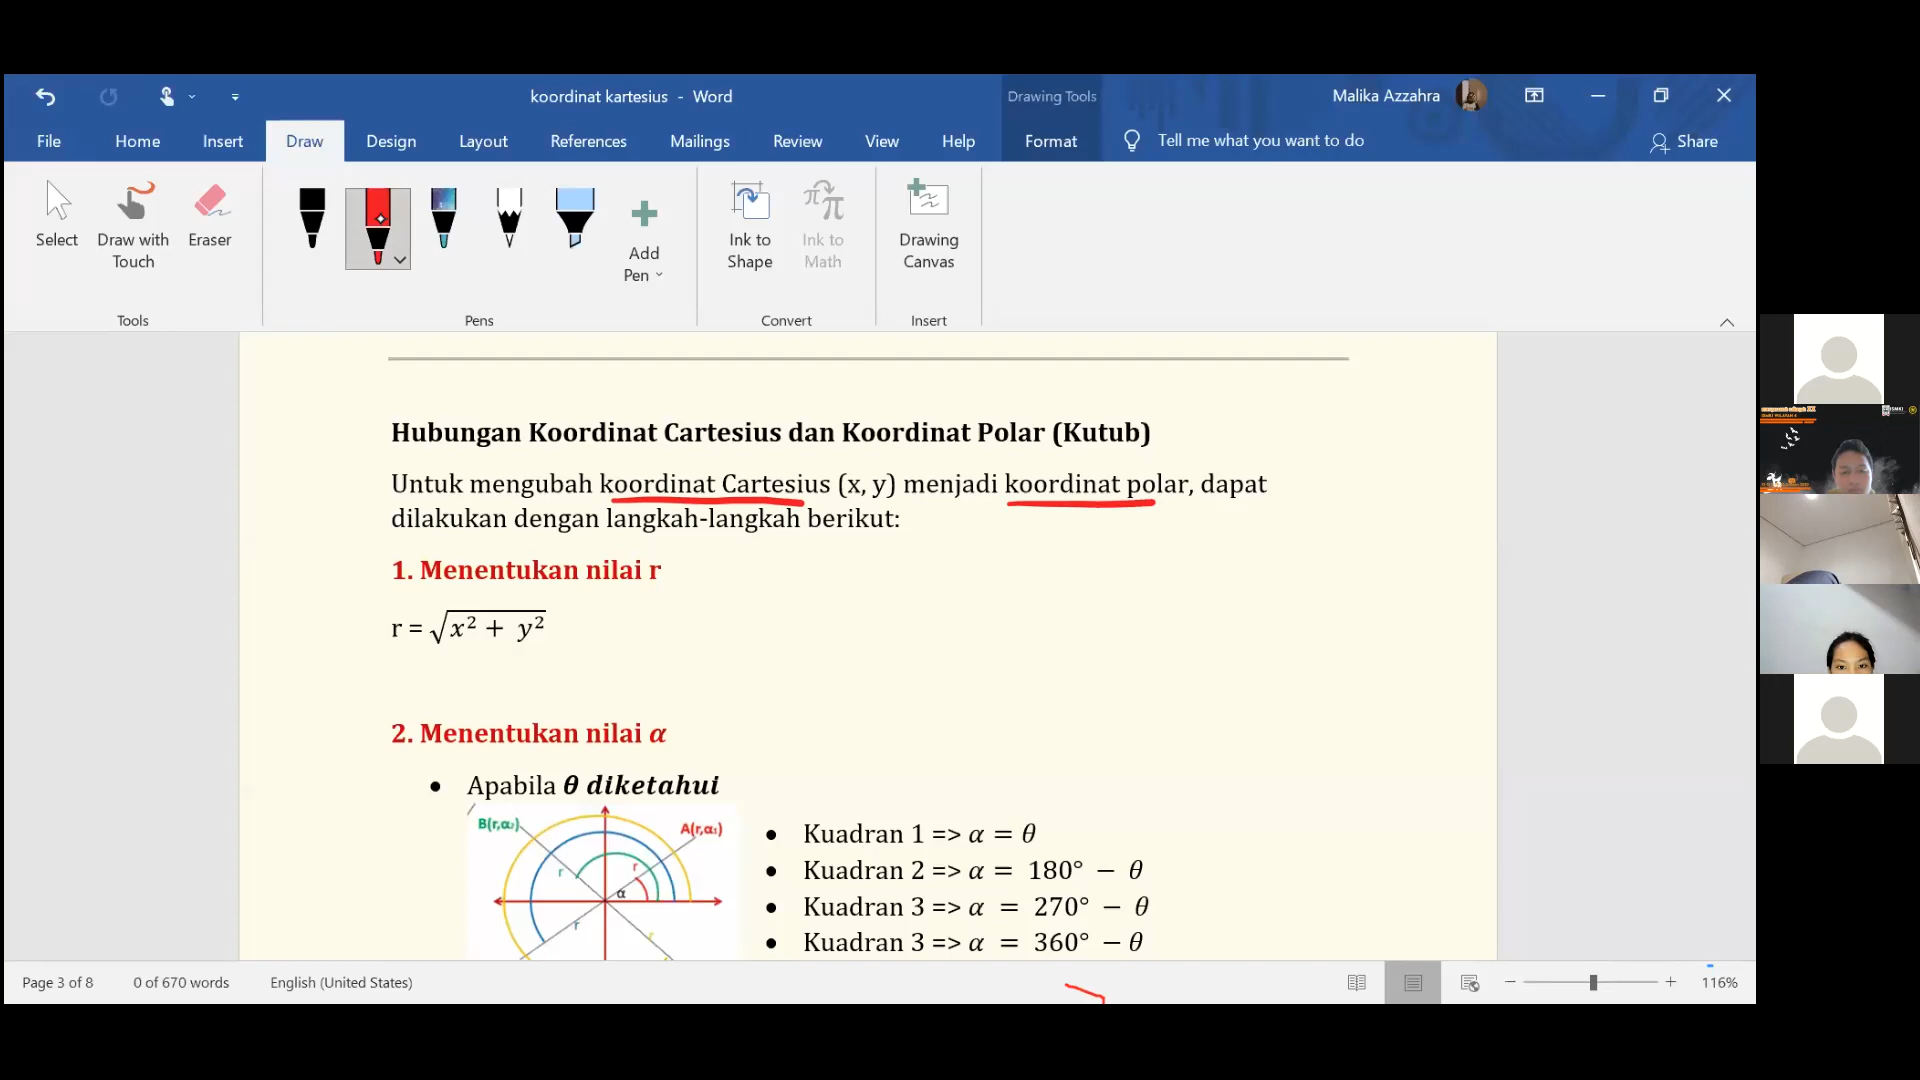 koordinat kartesius - Word
Drawing Tools
Malika Azzahra
File Home Insert Draw Design Layout References Mailings Review View Help Format Tell me what you want to do Share
Select
Draw with Touch
Eraser
Add Pen
Ink to Shape
Ink to Math
Drawing Canvas
Tools Pens Convert Insert
Hubungan Koordinat Cartesius dan Koordinat Polar (Kutub)
Untuk mengubah koordinat Cartesius (x, y) menjadi koordinat polar, dapat
dilakukan dengan langkah-langkah berikut:
1. Menentukan nilai r
r = √x² + y²
2. Menentukan nilai α
• Apabila θ diketahui
B(r,α₂) A(r,α₁)
r r
α
r r
• Kuadran 1 => α = θ
• Kuadran 2 => α = 180° − θ
• Kuadran 3 => α = 270° − θ
• Kuadran 3 => α = 360° − θ
Page 3 of 8 0 of 670 words English (United States) 116%